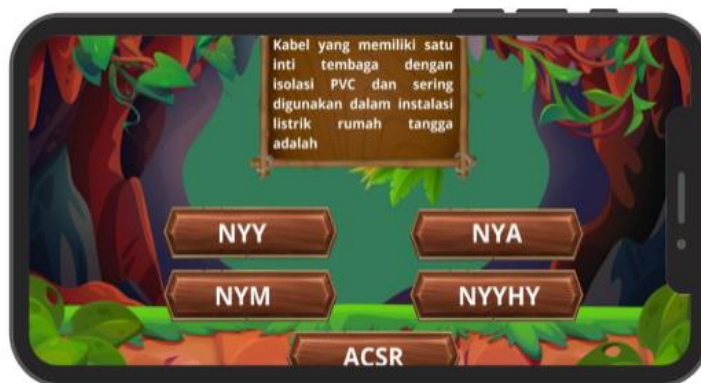 Kabel yang memiliki satu
inti tembaga dengan
isolasi PVC dan sering
digunakan dalam instalasi
listrik rumah tangga
adalah
NYY
NYA
NYM
NYYHY
ACSR